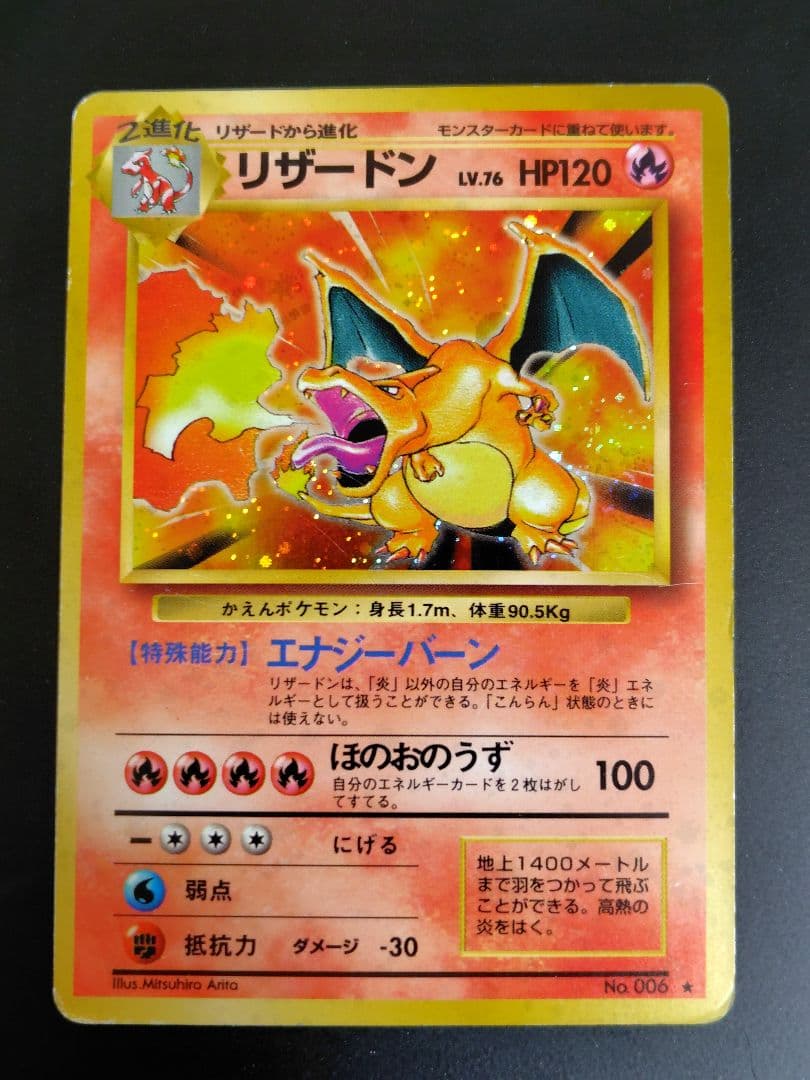 2進化 リザードから進化 モンスターカードに重ねて使います。
リザードン LV.76 HP120
かえんポケモン：身長1.7m、体重90.5Kg
【特殊能力】エナジーバーン
リザードンは、「炎」以外の自分のエネルギーを「炎」エネ
ルギーとして扱うことができる。「こんらん」状態のときに
は使えない。
ほのおのうず 100
自分のエネルギーカードを2枚はがし
てすてる。
ー にげる
弱点
抵抗力 ダメージ -30
地上1400メートル
まで羽をつかって飛ぶ
ことができる。高熱の
炎をはく。
Illus.Mitsuhiro Arita No. 006 ★